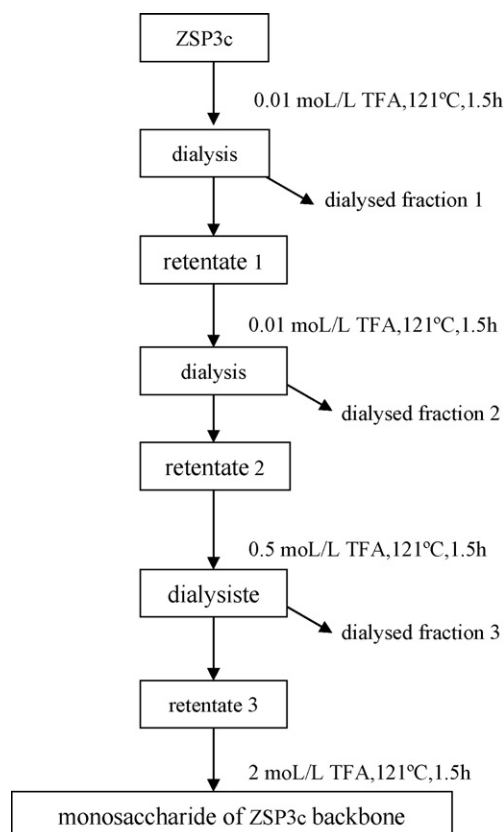 ZSP3c
0.01 moL/L TFA,121ºC,1.5h
dialysis
dialysed fraction 1
retentate 1
0.01 moL/L TFA,121ºC,1.5h
dialysis
dialysed fraction 2
retentate 2
0.5 moL/L TFA,121ºC,1.5h
dialysiste
dialysed fraction 3
retentate 3
2 moL/L TFA,121ºC,1.5h
monosaccharide of ZSP3c backbone